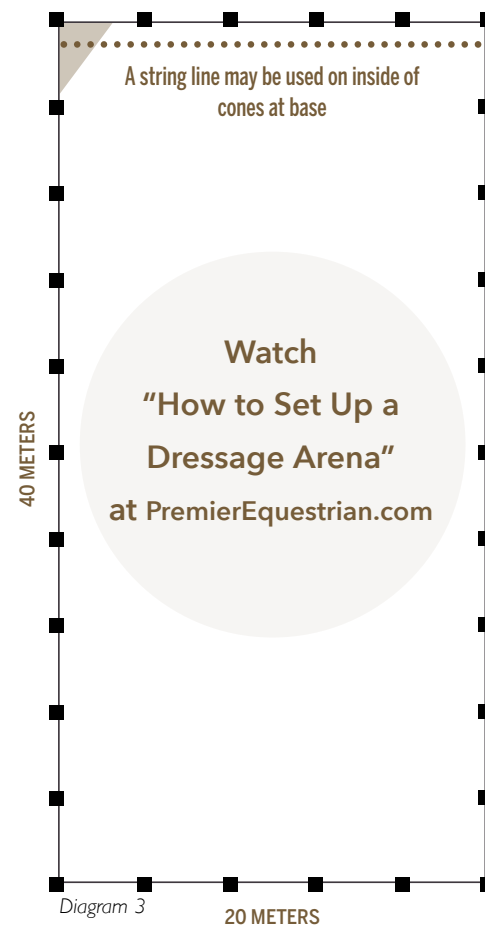 A string line may be used on inside of
cones at base
Watch
"How to Set Up a
Dressage Arena"
at PremierEquestrian.com
40 METERS
Diagram 3
20 METERS